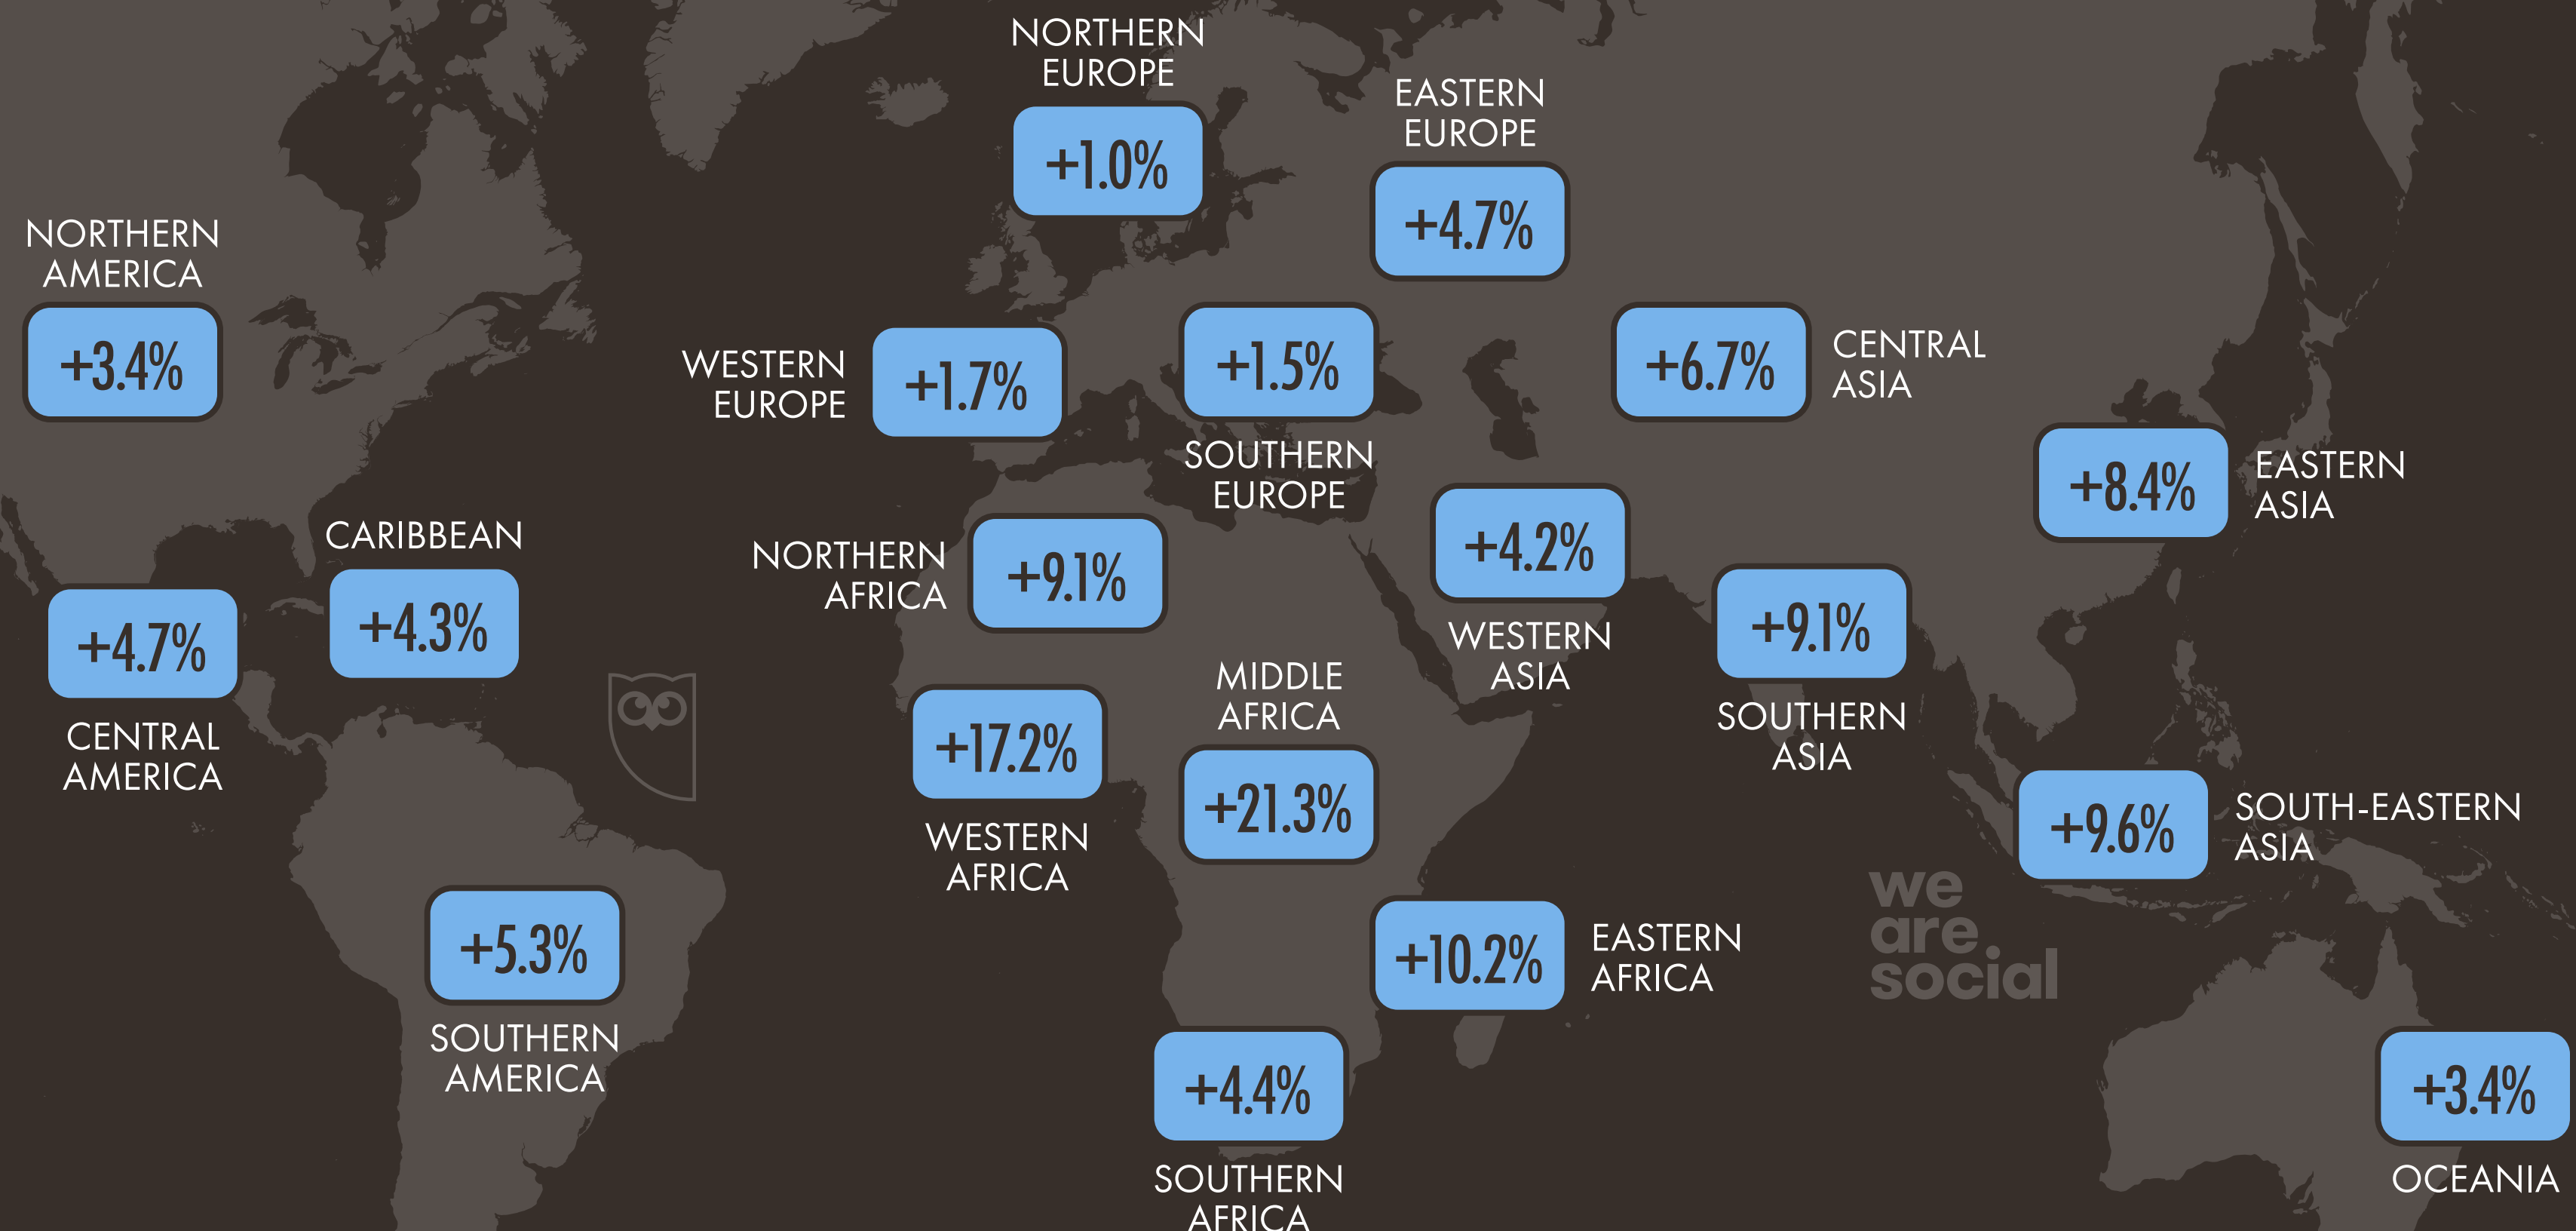 NORTHERN
EUROPE
+1.0%
EASTERN
EUROPE
+4.7%
NORTHERN
AMERICA
+3.4%
WESTERN
EUROPE
+1.7%
+1.5%
SOUTHERN
EUROPE
+6.7%
CENTRAL
ASIA
+8.4%
EASTERN
ASIA
CARIBBEAN
+4.3%
+4.7%
CENTRAL
AMERICA
NORTHERN
AFRICA
+9.1%
+4.2%
WESTERN
ASIA
+9.1%
SOUTHERN
ASIA
+17.2%
WESTERN
AFRICA
MIDDLE
AFRICA
+21.3%
+9.6%
SOUTH-EASTERN
ASIA
+5.3%
SOUTHERN
AMERICA
+10.2%
EASTERN
AFRICA
we
are
social
+4.4%
SOUTHERN
AFRICA
+3.4%
OCEANIA